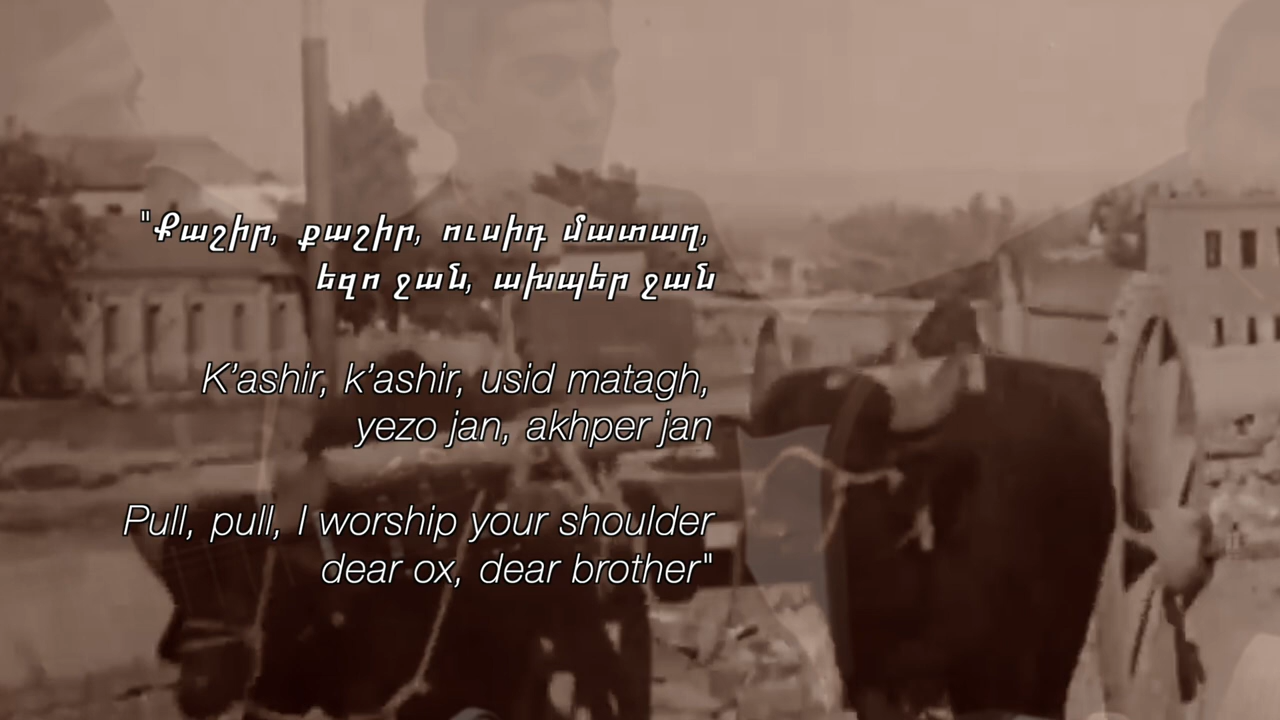 "Քաշիր, քաշիր, ուսիդ մատաղ,
եզո ջան, ախպեր ջան
K’ashir, k’ashir, usid matagh,
yezo jan, akhper jan
Pull, pull, I worship your shoulder
dear ox, dear brother"